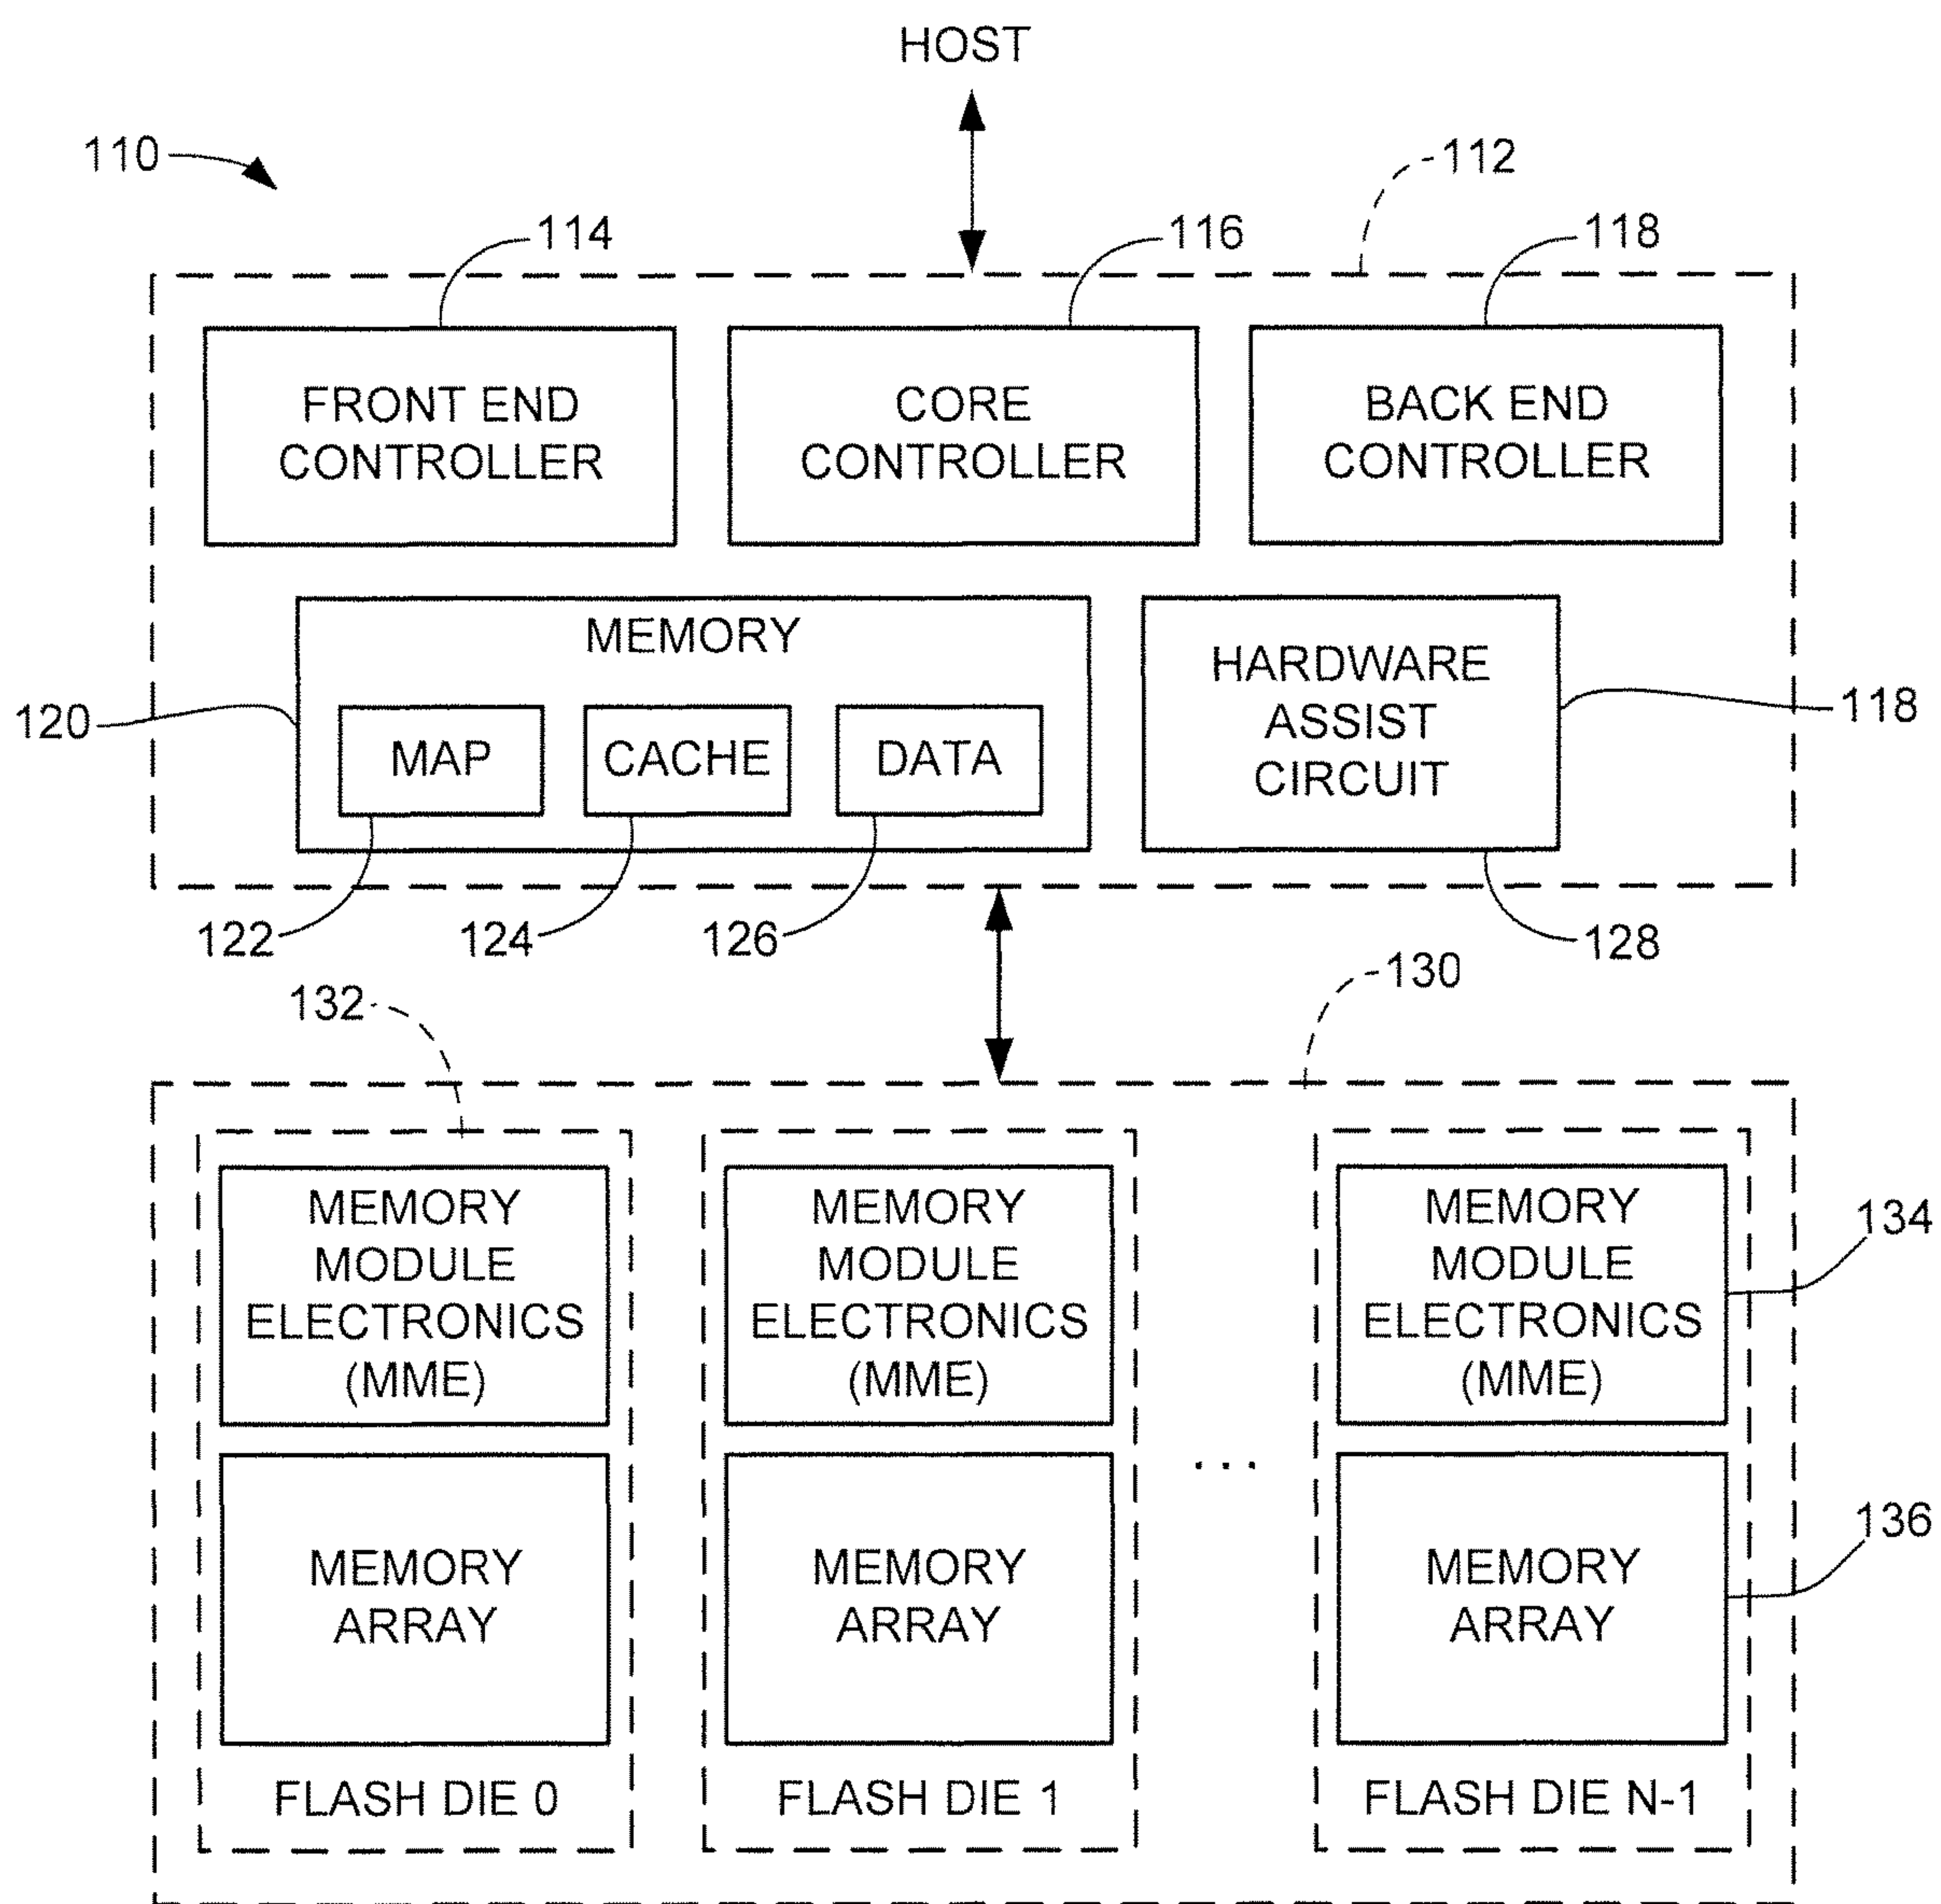 HOST
110
112
114
116
118
FRONT END
CONTROLLER
CORE
CONTROLLER
BACK END
CONTROLLER
MEMORY
MAP
CACHE
DATA
HARDWARE
ASSIST
CIRCUIT
120
118
122
124
126
128
132
130
MEMORY
MODULE
ELECTRONICS
(MME)
MEMORY
ARRAY
FLASH DIE 0
MEMORY
MODULE
ELECTRONICS
(MME)
MEMORY
ARRAY
FLASH DIE 1
...
MEMORY
MODULE
ELECTRONICS
(MME)
MEMORY
ARRAY
FLASH DIE N-1
134
136